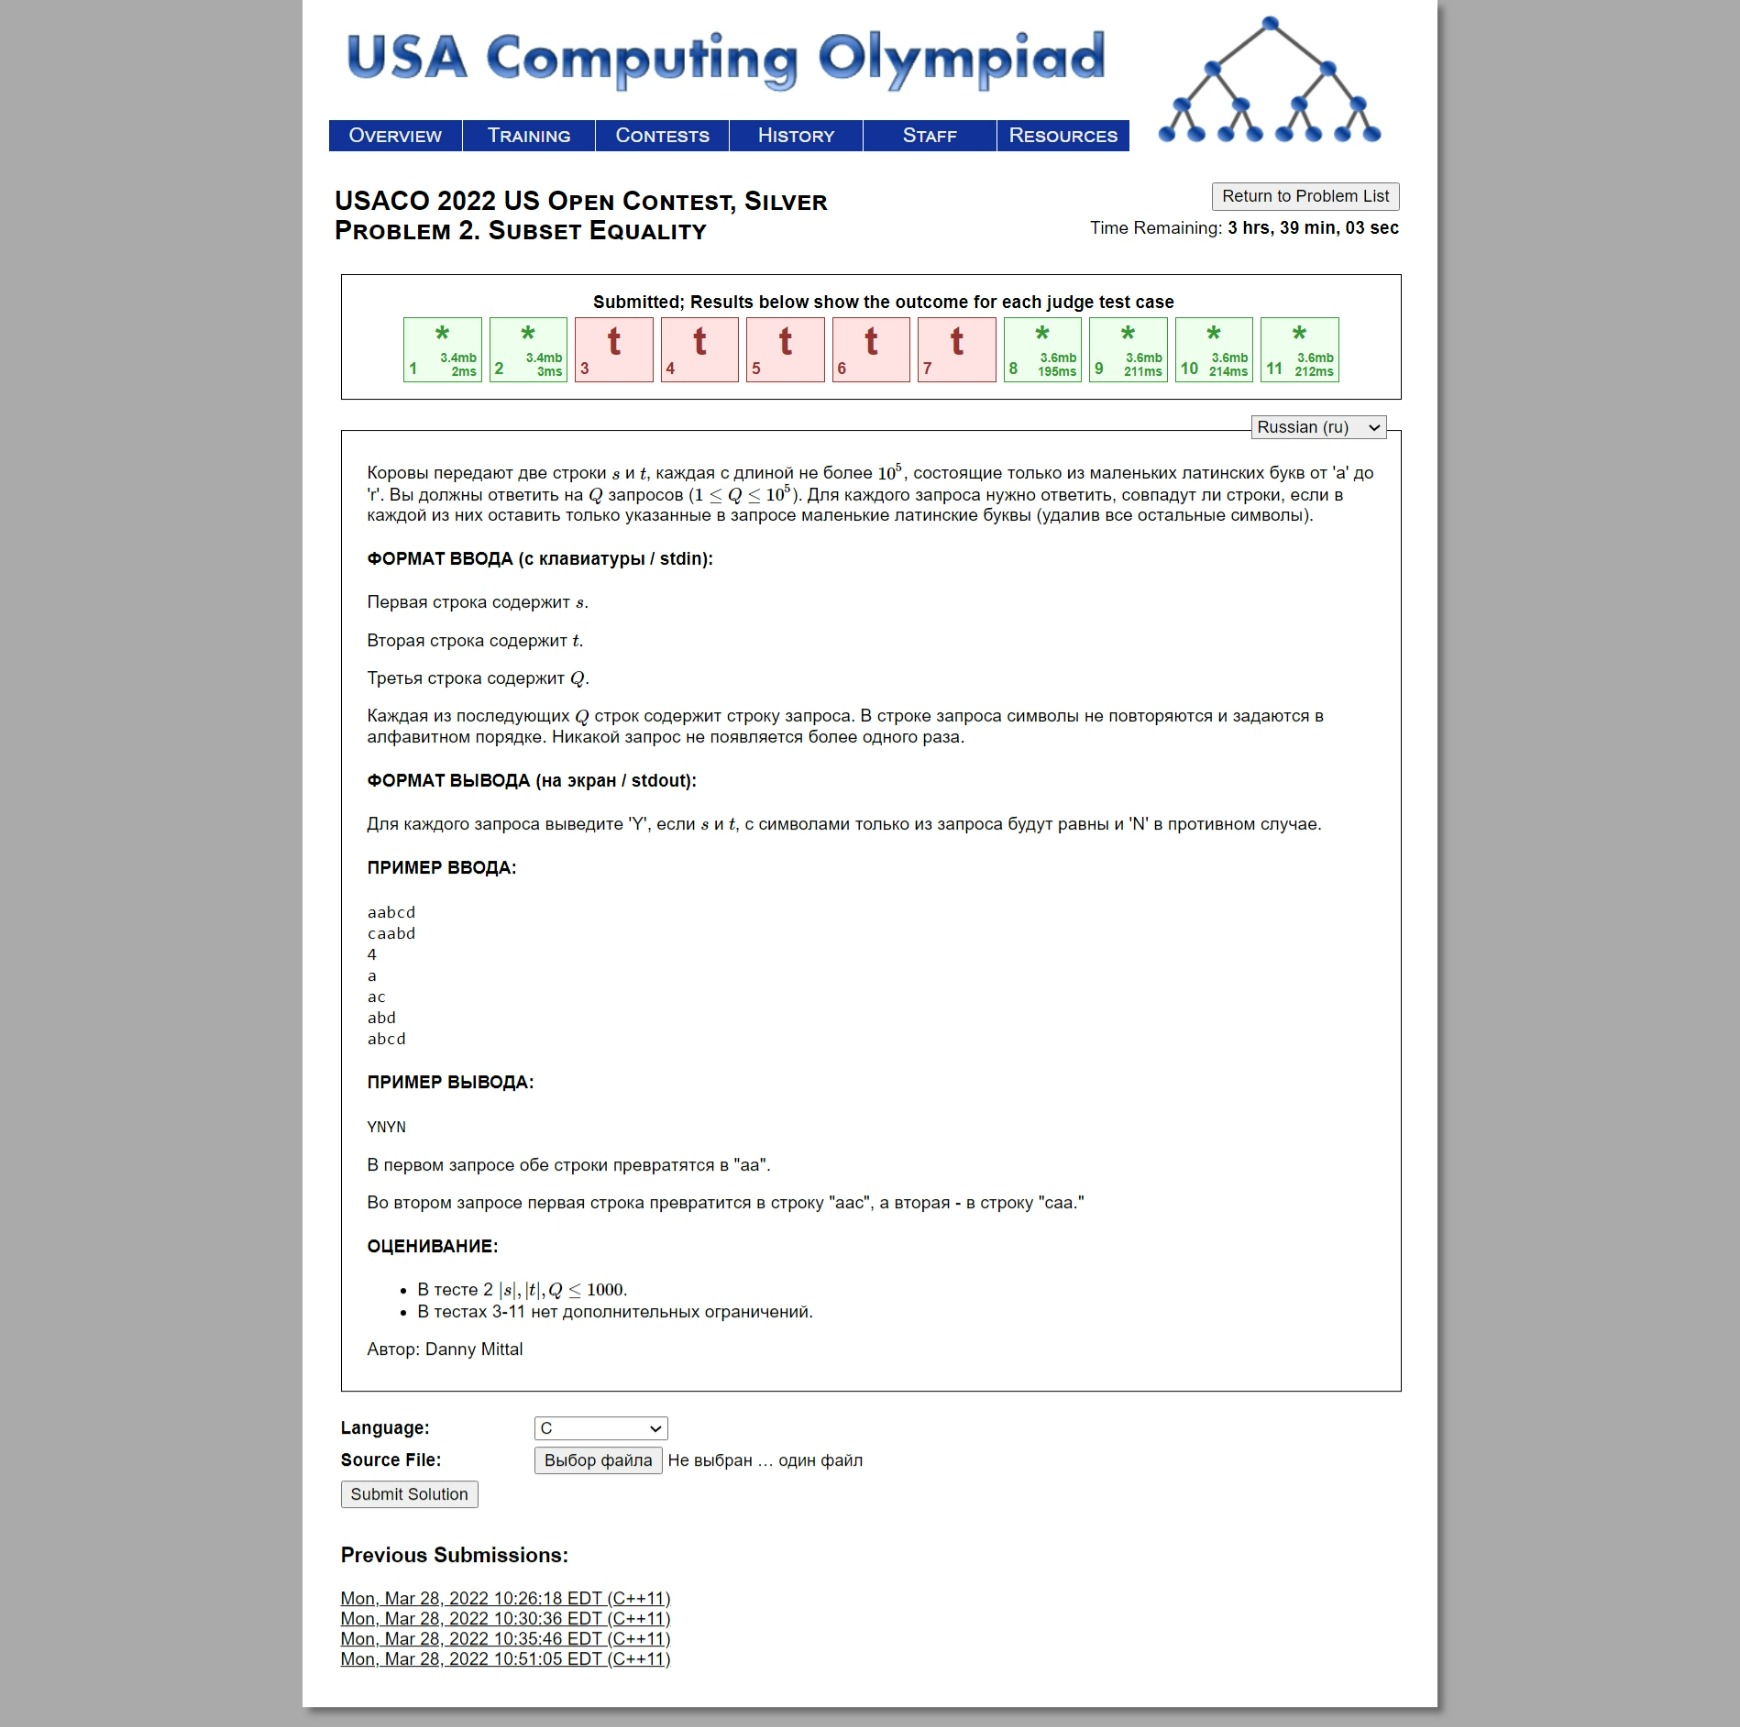 USA Computing Olympiad
OVERVIEW TRAINING CONTESTS HISTORY STAFF RESOURCES
USACO 2022 US OPEN CONTEST, SILVER
PROBLEM 2. SUBSET EQUALITY
Return to Problem List
Time Remaining: 3 hrs, 39 min, 03 sec
Submitted; Results below show the outcome for each judge test case
* * t t t t t * * * *
3.4mb 3.4mb 3.6mb 3.6mb 3.6mb 3.6mb
1 2ms 2 3ms 3 4 5 6 7 8 195ms 9 211ms 10 214ms 11 212ms
Russian (ru)
Коровы передают две строки s и t, каждая с длиной не более 10⁵, состоящие только из маленьких латинских букв от 'a' до
'r'. Вы должны ответить на Q запросов (1 ≤ Q ≤ 10⁵). Для каждого запроса нужно ответить, совпадут ли строки, если в
каждой из них оставить только указанные в запросе маленькие латинские буквы (удалив все остальные символы).
ФОРМАТ ВВОДА (с клавиатуры / stdin):
Первая строка содержит s.
Вторая строка содержит t.
Третья строка содержит Q.
Каждая из последующих Q строк содержит строку запроса. В строке запроса символы не повторяются и задаются в
алфавитном порядке. Никакой запрос не появляется более одного раза.
ФОРМАТ ВЫВОДА (на экран / stdout):
Для каждого запроса выведите 'Y', если s и t, с символами только из запроса будут равны и 'N' в противном случае.
ПРИМЕР ВВОДА:
aabcd
caabd
4
a
ac
abd
abcd
ПРИМЕР ВЫВОДА:
YNYN
В первом запросе обе строки превратятся в "aa".
Во втором запросе первая строка превратится в строку "aac", а вторая - в строку "caa."
ОЦЕНИВАНИЕ:
• В тесте 2 |s|, |t|, Q ≤ 1000.
• В тестах 3-11 нет дополнительных ограничений.
Автор: Danny Mittal
Language: C
Source File: Выбор файла Не выбран ... один файл
Submit Solution
Previous Submissions:
Mon, Mar 28, 2022 10:26:18 EDT (C++11)
Mon, Mar 28, 2022 10:30:36 EDT (C++11)
Mon, Mar 28, 2022 10:35:46 EDT (C++11)
Mon, Mar 28, 2022 10:51:05 EDT (C++11)